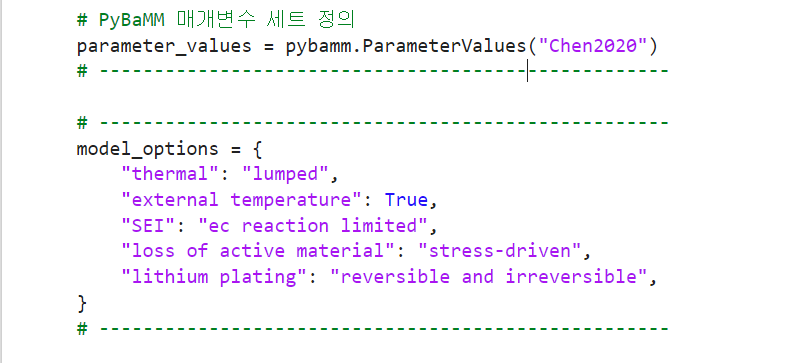 # PyBaMM 매개변수 세트 정의
parameter_values = pybamm.ParameterValues("Chen2020")
# ----------------------------------------------------
# ----------------------------------------------------
model_options = {
"thermal": "lumped",
"external temperature": True,
"SEI": "ec reaction limited",
"loss of active material": "stress-driven",
"lithium plating": "reversible and irreversible",
}
# ----------------------------------------------------